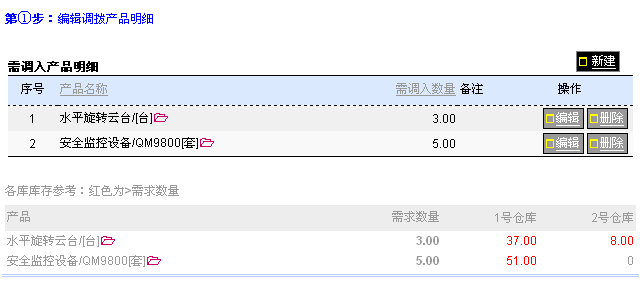 第①步：编辑调拨产品明细
新建
需调入产品明细
序号 产品名称 需调入数量 备注 操作
1 水平旋转云台/[台] 3.00 编辑 删除
2 安全监控设备/QM9800[套] 5.00 编辑 删除
各库库存参考：红色为>需求数量
产品 需求数量 1号仓库 2号仓库
水平旋转云台/[台] 3.00 37.00 8.00
安全监控设备/QM9800[套] 5.00 51.00 0